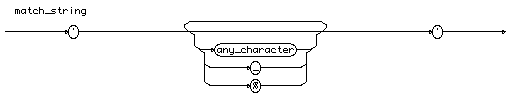 match_string
'
any_character
_
%
'